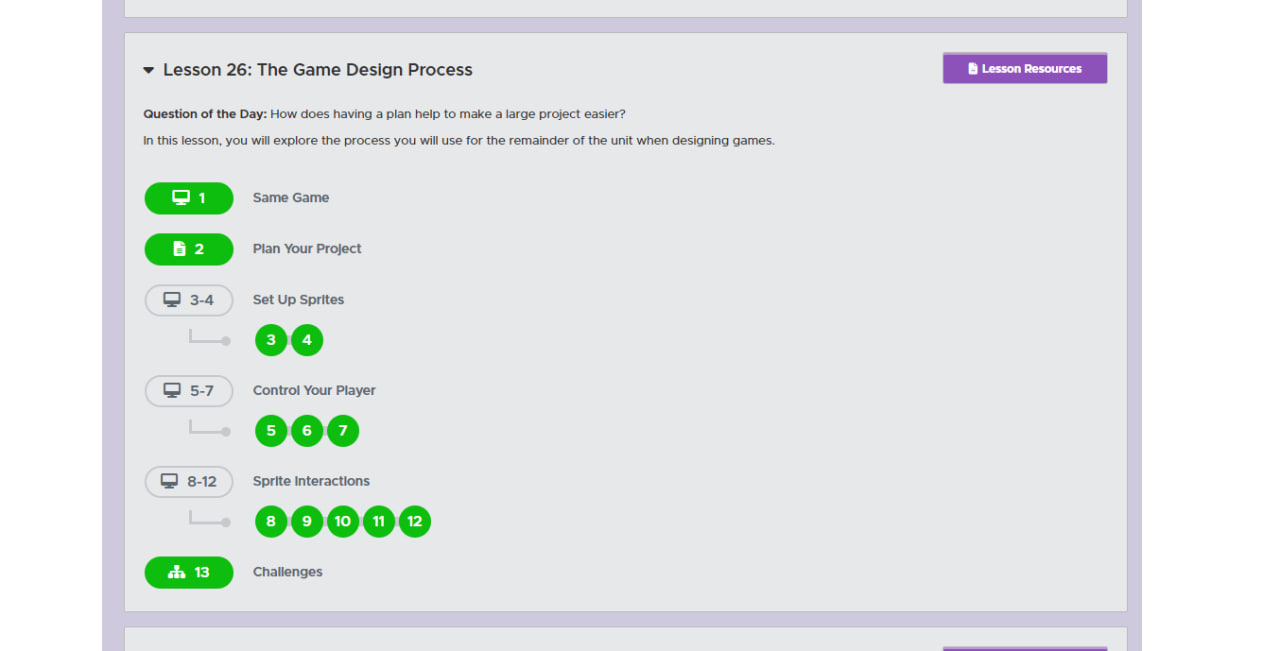 Lesson 26: The Game Design Process
Lesson Resources
Question of the Day: How does having a plan help to make a large project easier?
In this lesson, you will explore the process you will use for the remainder of the unit when designing games.
1 Same Game
2 Plan Your Project
3-4 Set Up Sprites
3 4
5-7 Control Your Player
5 6 7
8-12 Sprite Interactions
8 9 10 11 12
13 Challenges